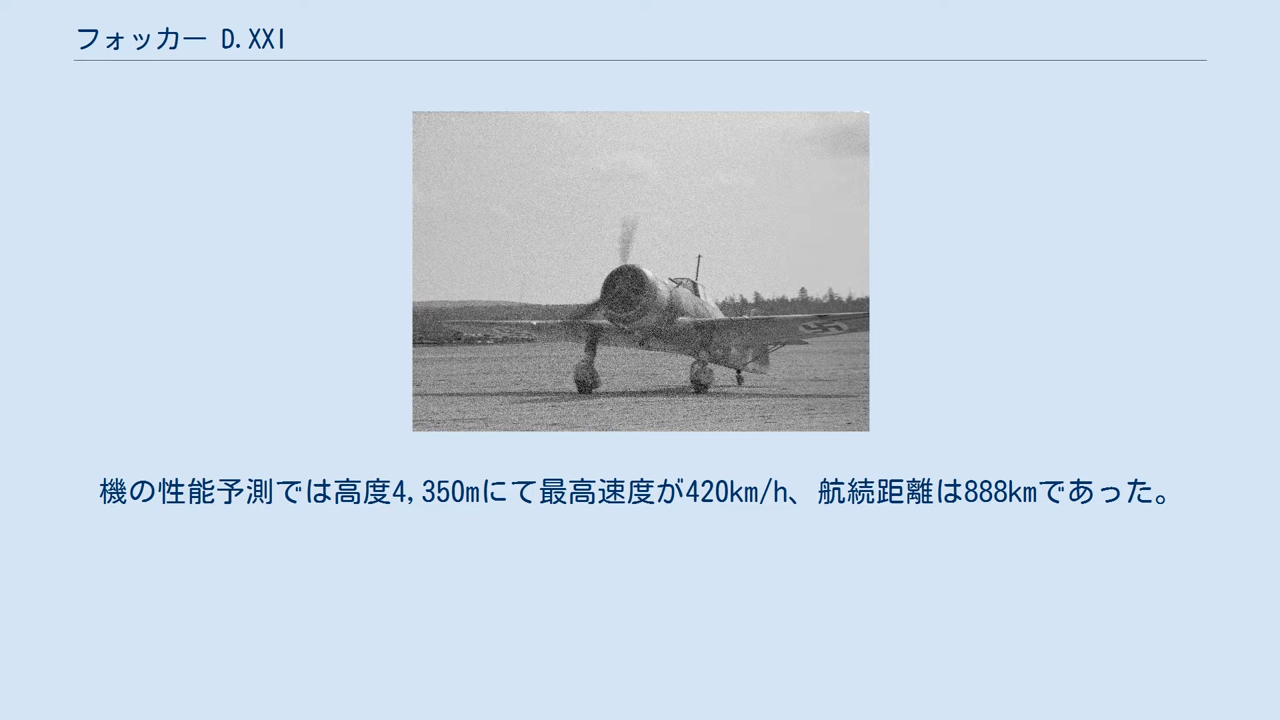 フォッカー D.XXI
機の性能予測では高度4,350mにて最高速度が420km/h、航続距離は888kmであった。